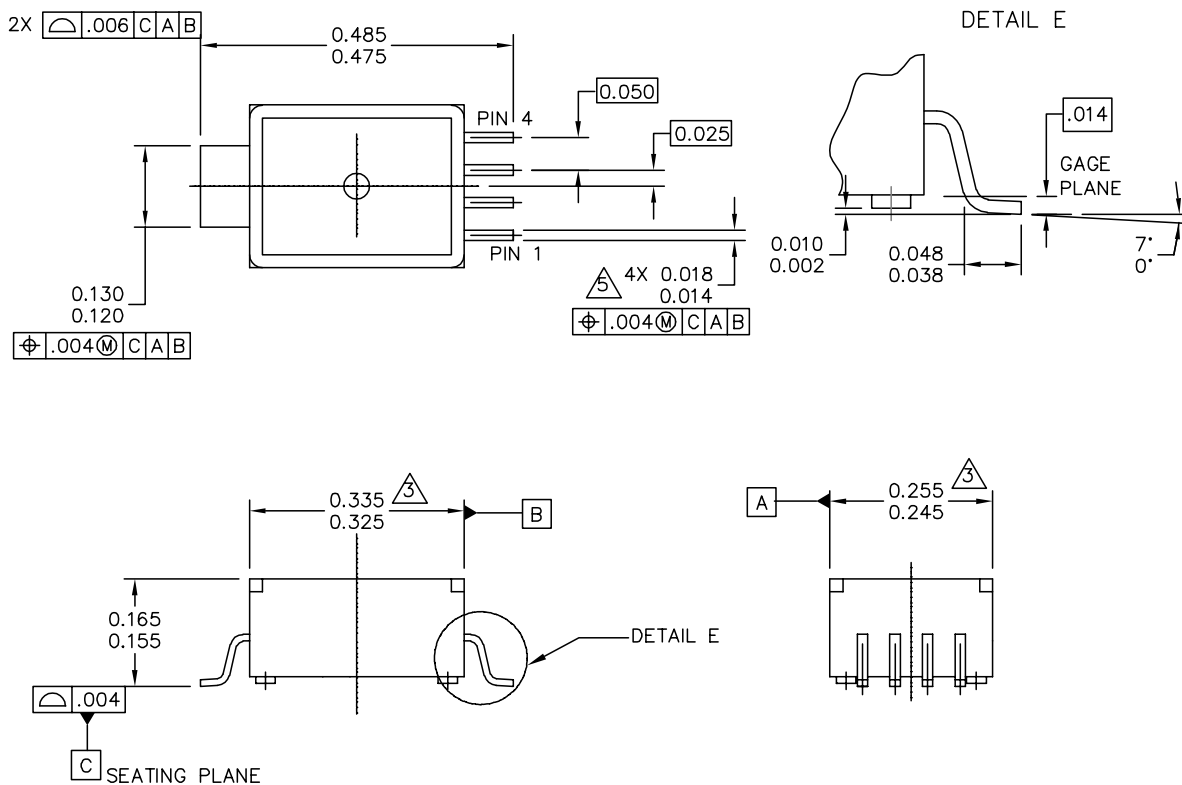 2X ⌓ .006 C A B
0.485
0.475
0.050
PIN 4
0.025
PIN 1
4X 0.018
0.014
5
⌖ .004 Ⓜ C A B
0.130
0.120
⌖ .004 Ⓜ C A B
DETAIL E
.014
GAGE
PLANE
0.010
0.002
0.048
0.038
7°
0°
0.335
0.325
3
B
0.165
0.155
DETAIL E
⌓ .004
C SEATING PLANE
A
0.255
0.245
3